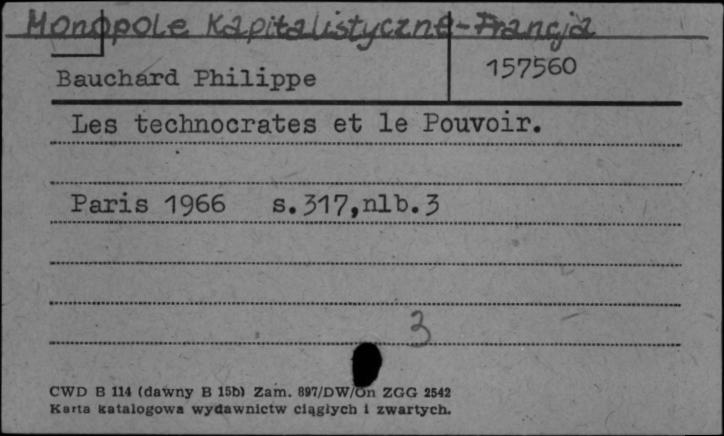 Monopole Kapitalistyczne-Francja
157560
Bauchard Philippe
Les technocrates et le Pouvoir.
Paris 1966 s.317,nlb.3
3
CWD B 114 (dawny B 15b) Zam. 897/DW/On ZGG 2542
Karta katalogowa wydawnictw ciągłych i zwartych.